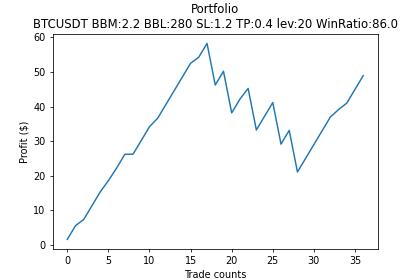 Portfolio
BTCUSDT BBM:2.2 BBL:280 SL:1.2 TP:0.4 lev:20 WinRatio:86.0
60
50
40
30
20
10
0
Profit ($)
0 5 10 15 20 25 30 35
Trade counts